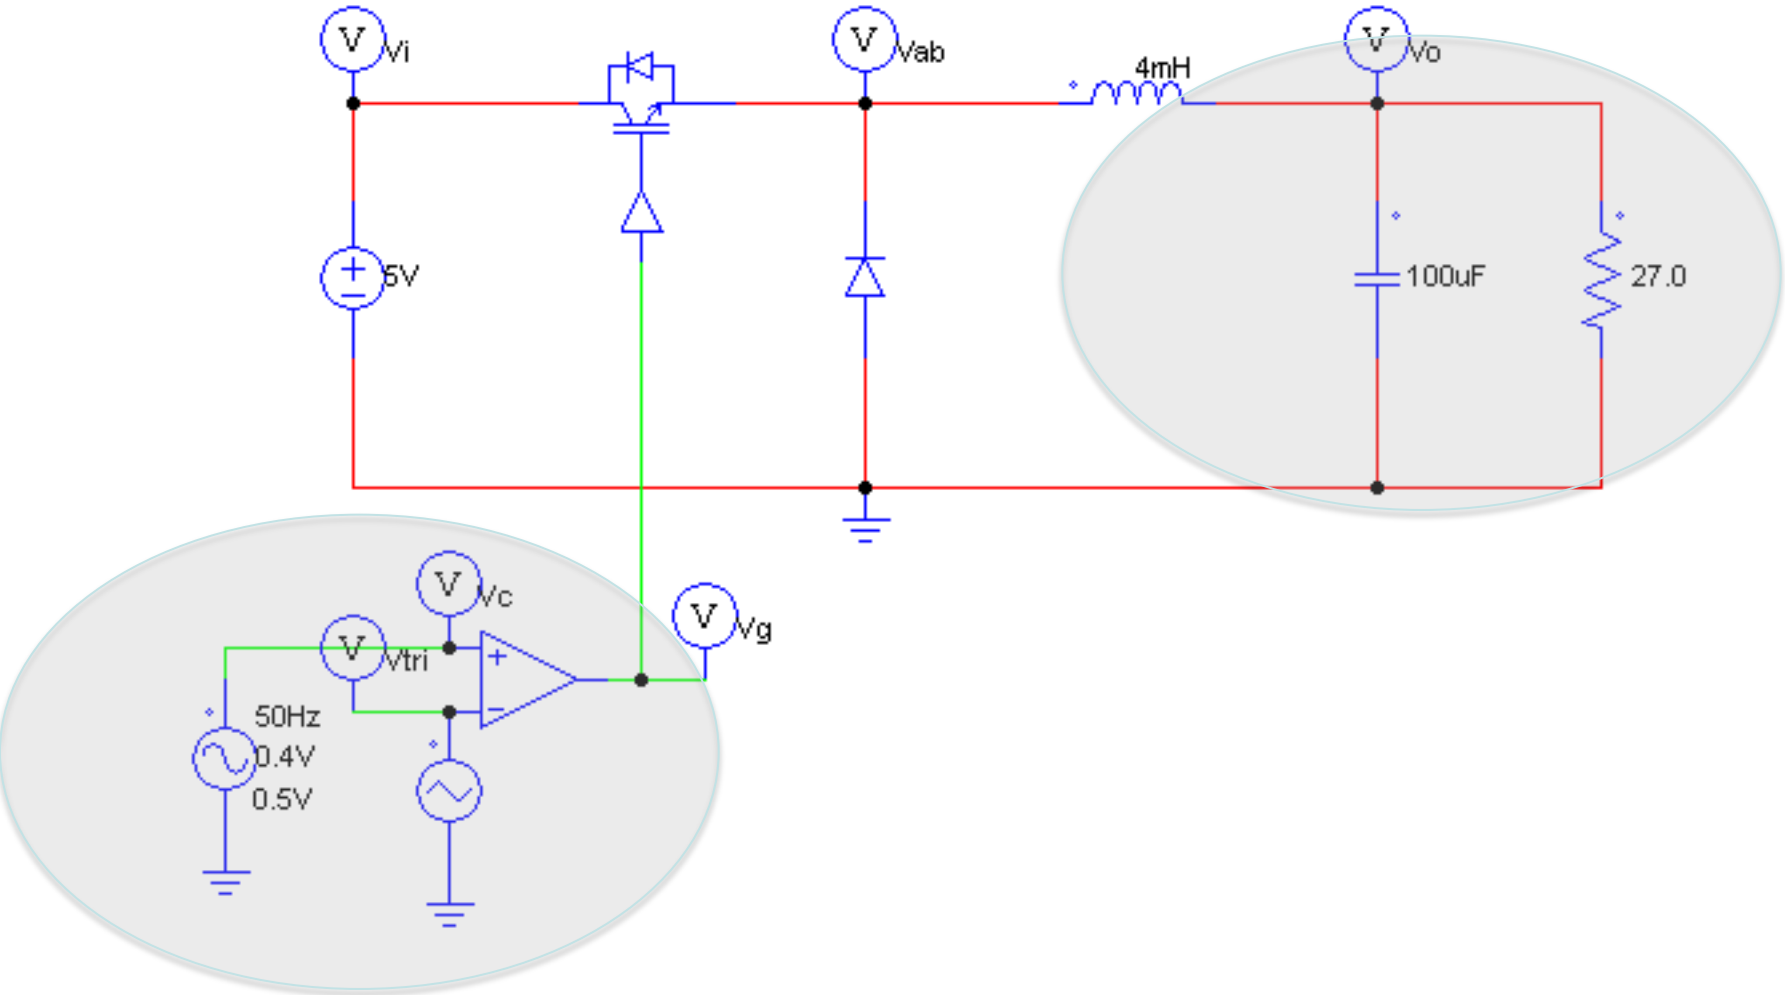 V Vi
V Vab
V Vo
4mH
5V
100uF
27.0
V Vc
V Vtri
V Vg
50Hz
0.4V
0.5V